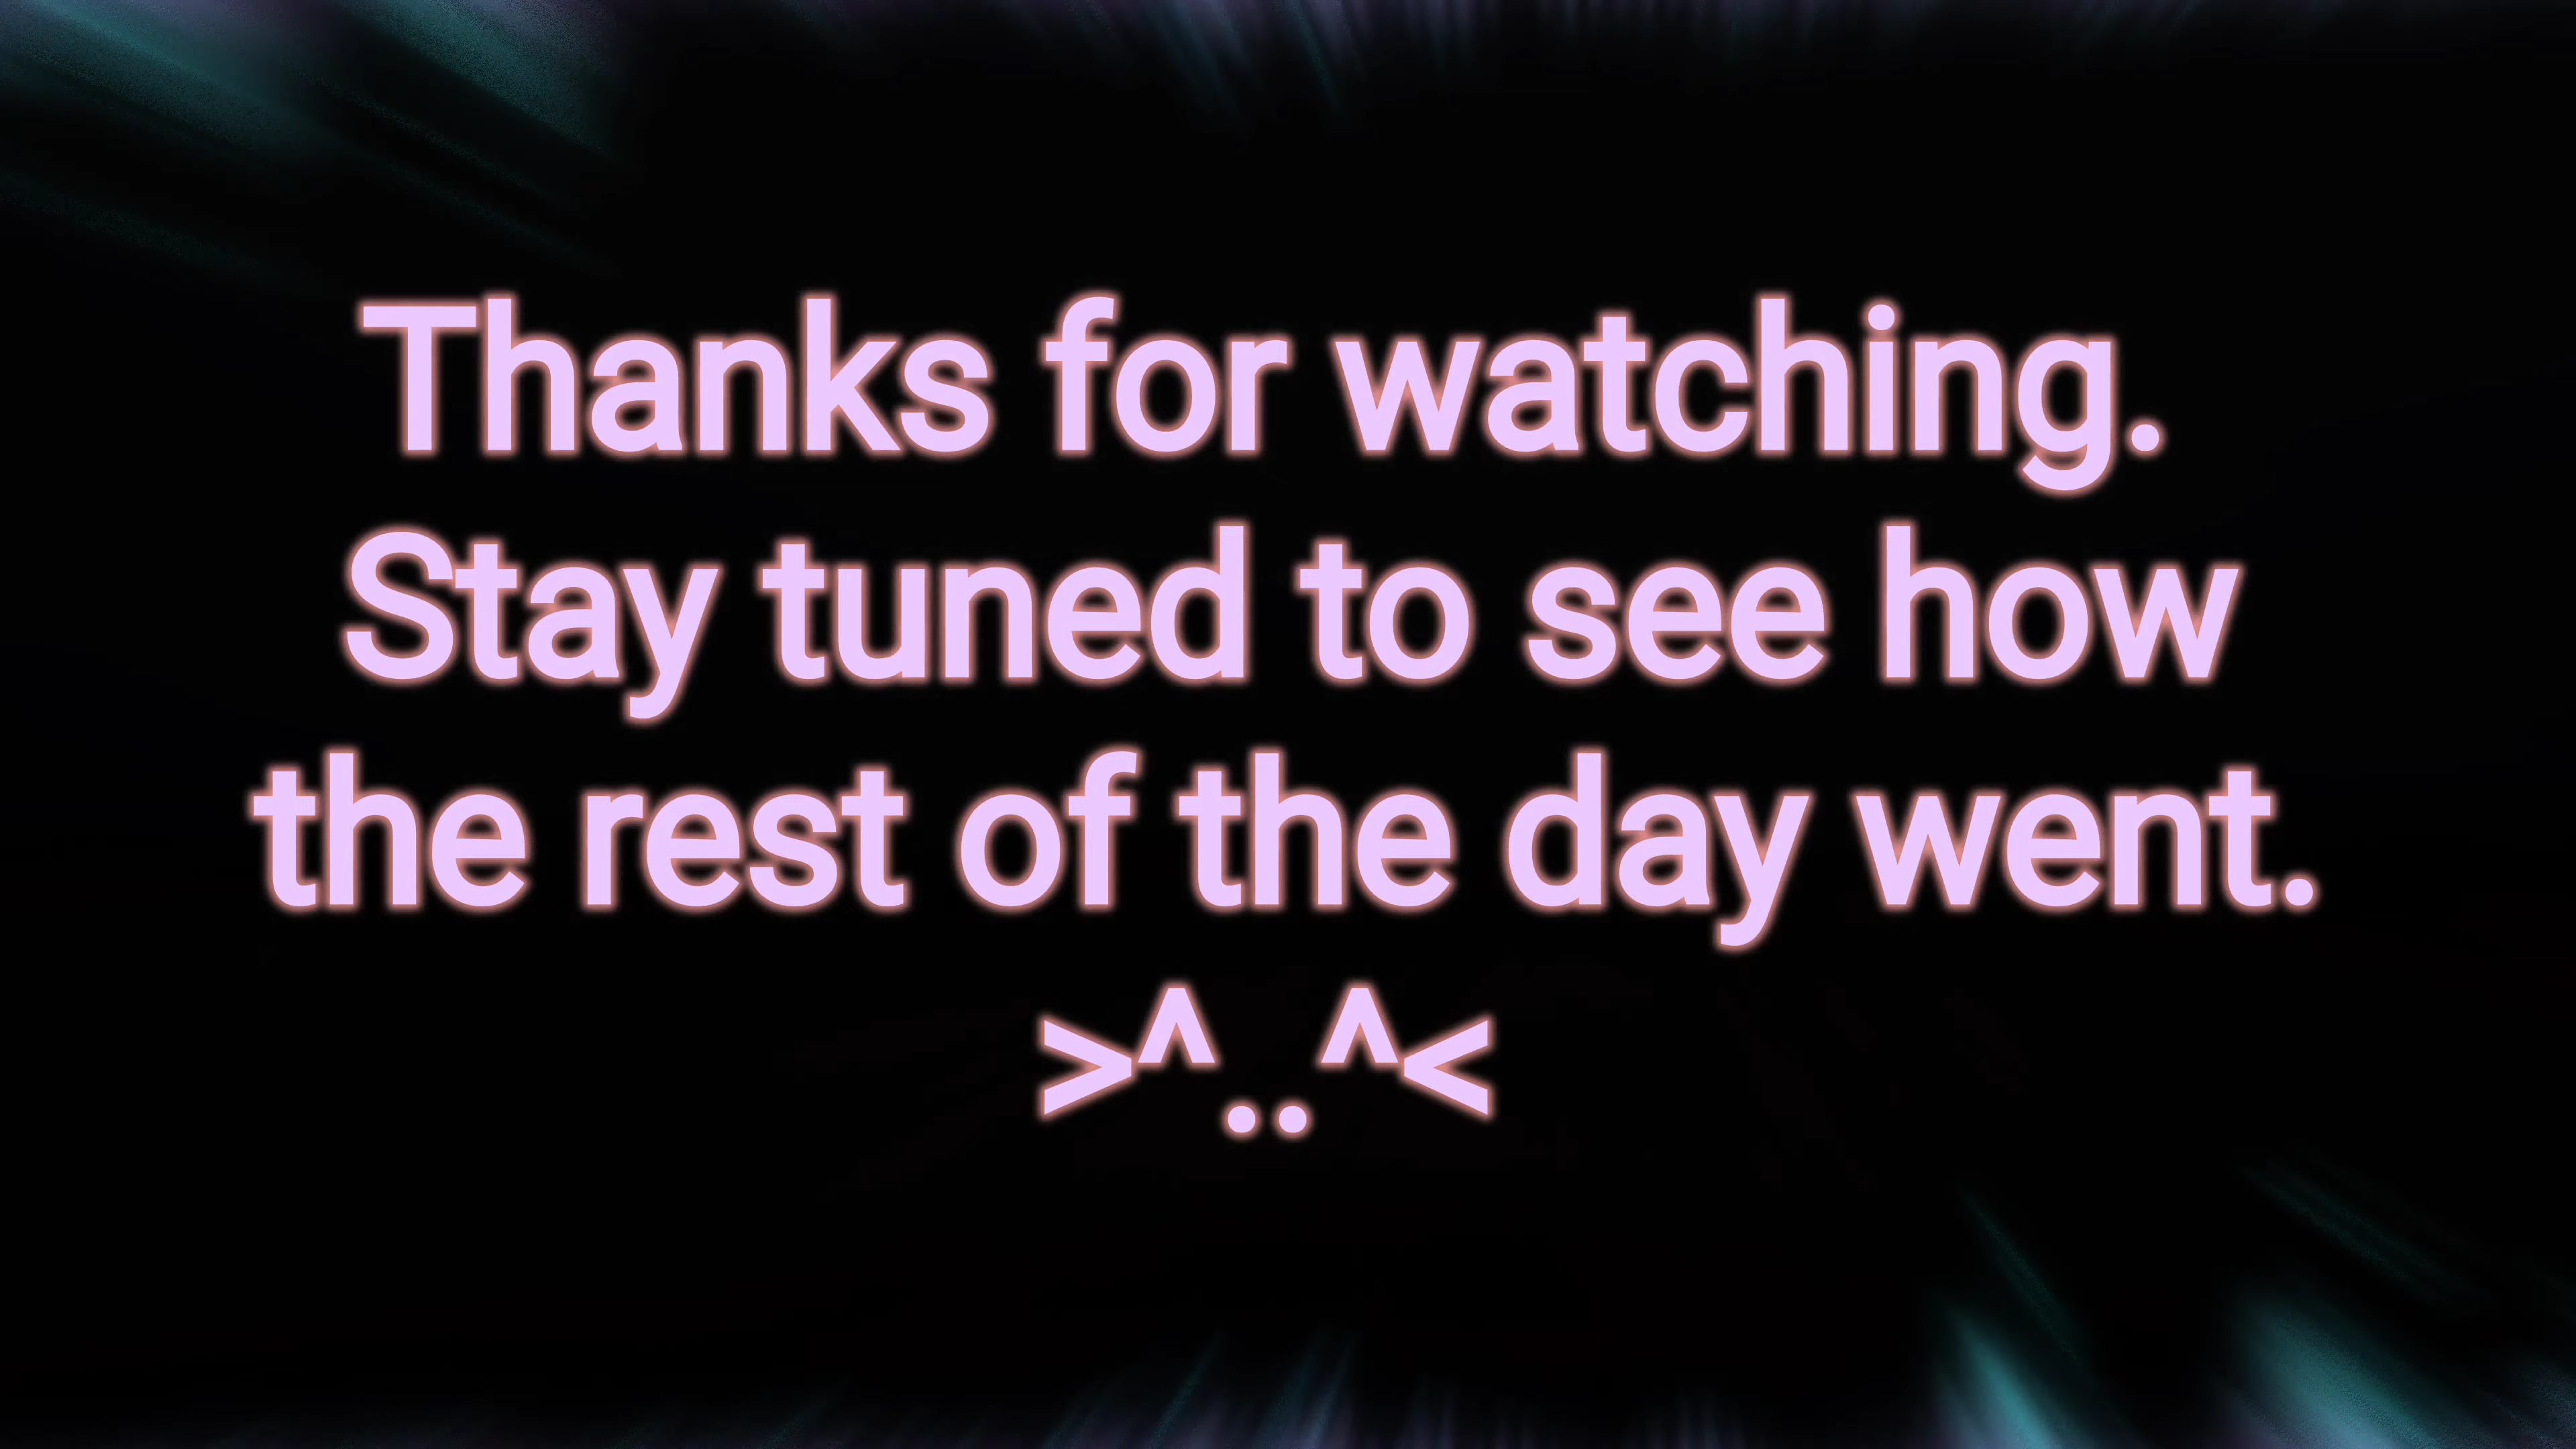 Thanks for watching.
Stay tuned to see how
the rest of the day went.
>^..^<